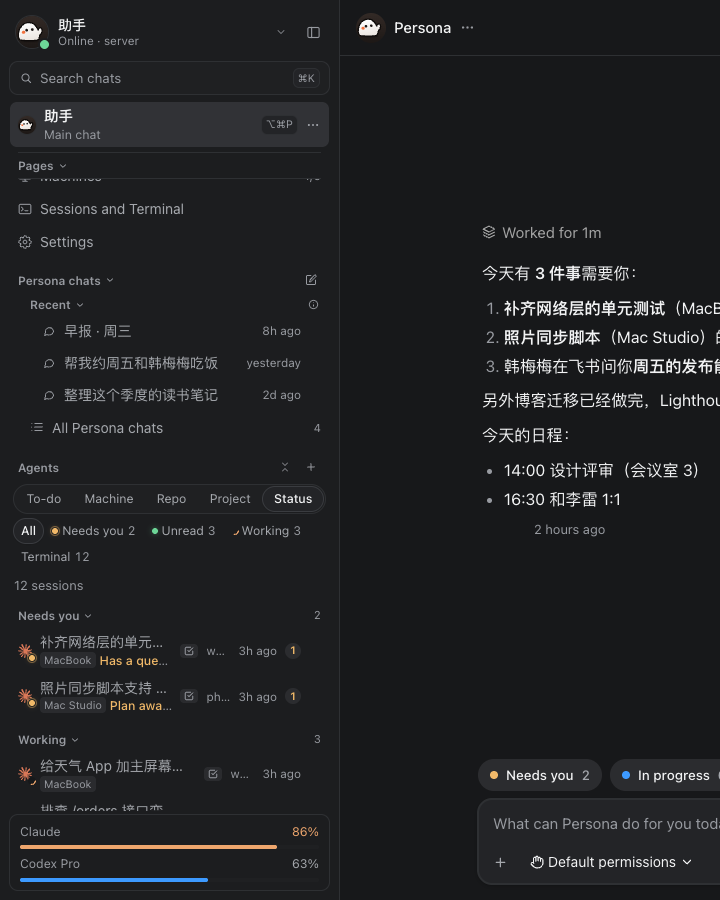 助手
Online · server
Search chats
⌘K
助手
Main chat
⌥⌘P
Pages
Machines
Sessions and Terminal
Settings
Persona chats
Recent
早报 · 周三 8h ago
帮我约周五和韩梅梅吃饭 yesterday
整理这个季度的读书笔记 2d ago
All Persona chats 4
Agents
To-do Machine Repo Project Status
All Needs you 2 Unread 3 Working 3
Terminal 12
12 sessions
Needs you 2
补齐网络层的单元... w... 3h ago 1
MacBook Has a que...
照片同步脚本支持 ... ph... 3h ago 1
Mac Studio Plan awa...
Working 3
给天气 App 加主屏幕... w... 3h ago
MacBook
Claude 86%
Codex Pro 63%
Persona
Worked for 1m
今天有 3 件事需要你：
1. 补齐网络层的单元测试（MacB
2. 照片同步脚本（Mac Studio）
3. 韩梅梅在飞书问你周五的发布
另外博客迁移已经做完，Lighthou
今天的日程：
• 14:00 设计评审（会议室 3）
• 16:30 和李雷 1:1
2 hours ago
Needs you 2 In progress
What can Persona do for you toda
Default permissions